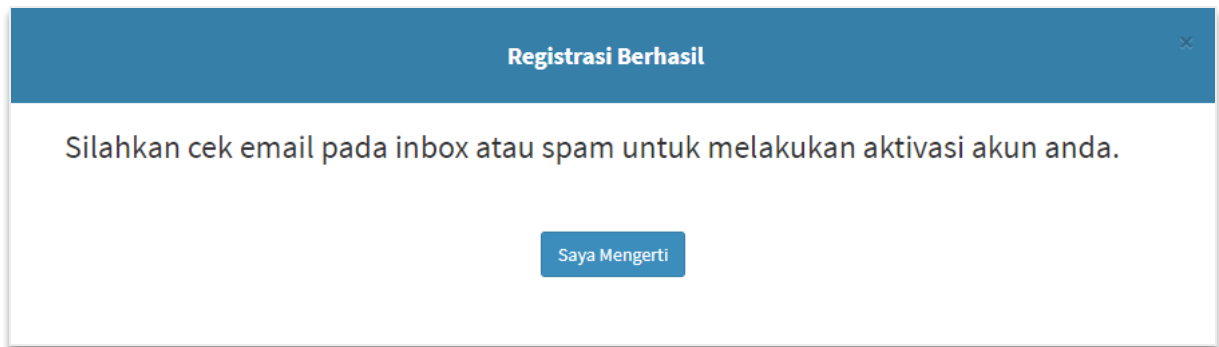 Registrasi Berhasil
×
Silahkan cek email pada inbox atau spam untuk melakukan aktivasi akun anda.
Saya Mengerti